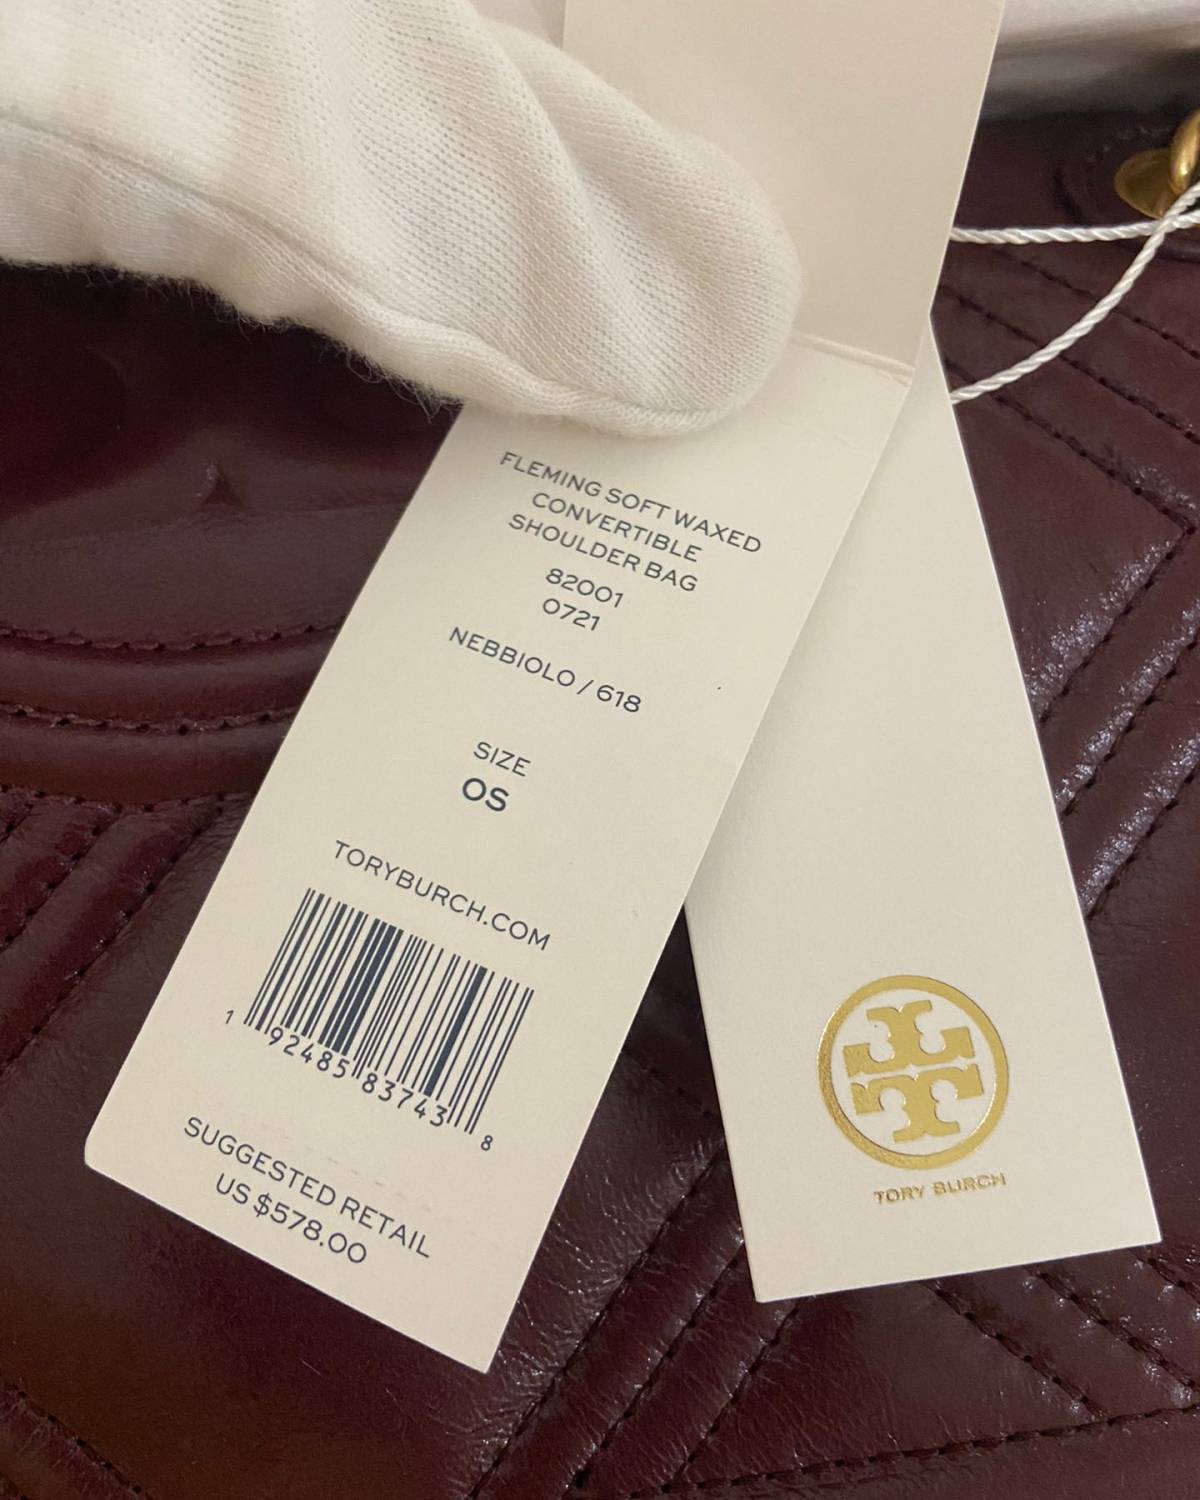 FLEMING SOFT WAXED
CONVERTIBLE
SHOULDER BAG
82001
0721
NEBBIOLO / 618
SIZE
OS
TORYBURCH.COM
1 92485 83743 8
SUGGESTED RETAIL
US $578.00
TORY BURCH